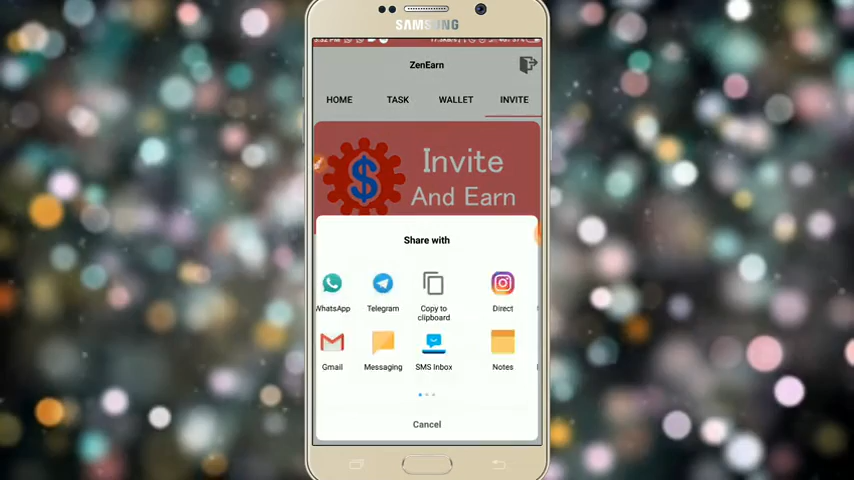 SAMSUNG
ZenEarn
HOME TASK WALLET INVITE
Invite
And Earn
Share with
WhatsApp Telegram Copy to clipboard Direct
Gmail Messaging SMS Inbox Notes
Cancel